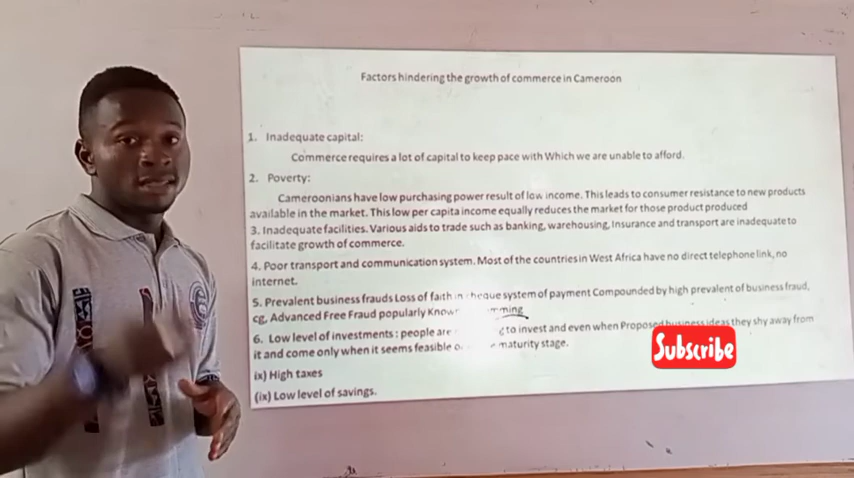 Factors hindering the growth of commerce in Cameroon
1. Inadequate capital:
Commerce requires a lot of capital to keep pace with Which we are unable to afford.
2. Poverty:
Cameroonians have low purchasing power result of low income. This leads to consumer resistance to new products
available in the market. This low per capita income equally reduces the market for those product produced
3. Inadequate facilities. Various aids to trade such as banking, warehousing, Insurance and transport are inadequate to
facilitate growth of commerce.
4. Poor transport and communication system. Most of the countries in West Africa have no direct telephone link, no
internet.
5. Prevalent business frauds Loss of faith in cheque system of payment Compounded by high prevalent of business fraud,
cg, Advanced Free Fraud popularly
6. Low level of investments : people are to invest and even when Proposed business ideas they shy away from
it and come only when it seems feasible maturity stage.
Subscribe
ix) High taxes
(ix) Low level of savings.